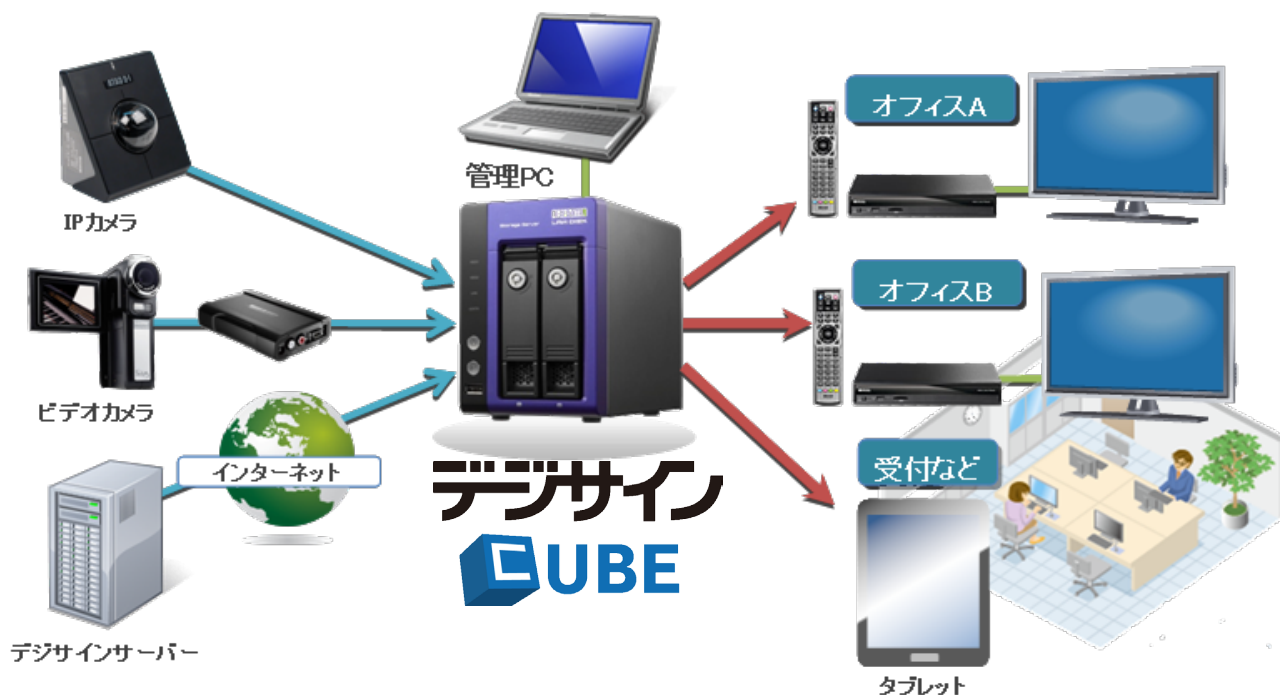 管理PC
オフィスA
IPカメラ
オフィスB
ビデオカメラ
インターネット
受付など
デジサイン
CUBE
デジサインサーバー
タブレット